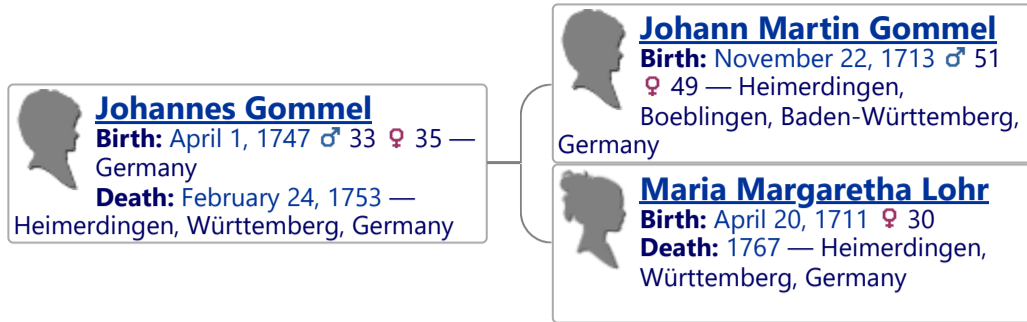 Johannes Gommel
Birth: April 1, 1747 ♂ 33 ♀ 35 —
Germany
Death: February 24, 1753 —
Heimerdingen, Württemberg, Germany
Johann Martin Gommel
Birth: November 22, 1713 ♂ 51
♀ 49 — Heimerdingen,
Boeblingen, Baden-Württemberg,
Germany
Maria Margaretha Lohr
Birth: April 20, 1711 ♀ 30
Death: 1767 — Heimerdingen,
Württemberg, Germany